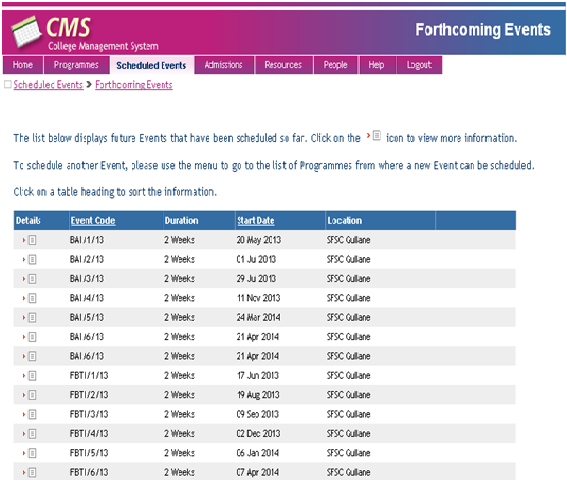 CMS
College Management System
Forthcoming Events
Home Programmes Scheduled Events Admissions Resources People Help Logout
Scheduled Events > Forthcoming Events
The list below displays future Events that have been scheduled so far. Click on the icon to view more information.
To schedule another Event, please use the menu to go to the list of Programmes from where a new Event can be scheduled.
Click on a table heading to sort the information.
Details Event Code Duration Start Date Location
BAI /1/13 2 Weeks 20 May 2013 SFSC Gullane
BAI /2/13 2 Weeks 01 Jul 2013 SFSC Gullane
BAI /3/13 2 Weeks 29 Jul 2013 SFSC Gullane
BAI /4/13 2 Weeks 11 Nov 2013 SFSC Gullane
BAI /5/13 2 Weeks 24 Mar 2014 SFSC Gullane
BAI /6/13 2 Weeks 21 Apr 2014 SFSC Gullane
BAI /6/13 2 Weeks 21 Apr 2014 SFSC Gullane
FBTI/1/13 2 Weeks 17 Jun 2013 SFSC Gullane
FBTI/2/13 2 Weeks 19 Aug 2013 SFSC Gullane
FBTI/3/13 2 Weeks 09 Sep 2013 SFSC Gullane
FBTI/4/13 2 Weeks 02 Dec 2013 SFSC Gullane
FBTI/5/13 2 Weeks 06 Jan 2014 SFSC Gullane
FBTI/6/13 2 Weeks 07 Apr 2014 SFSC Gullane